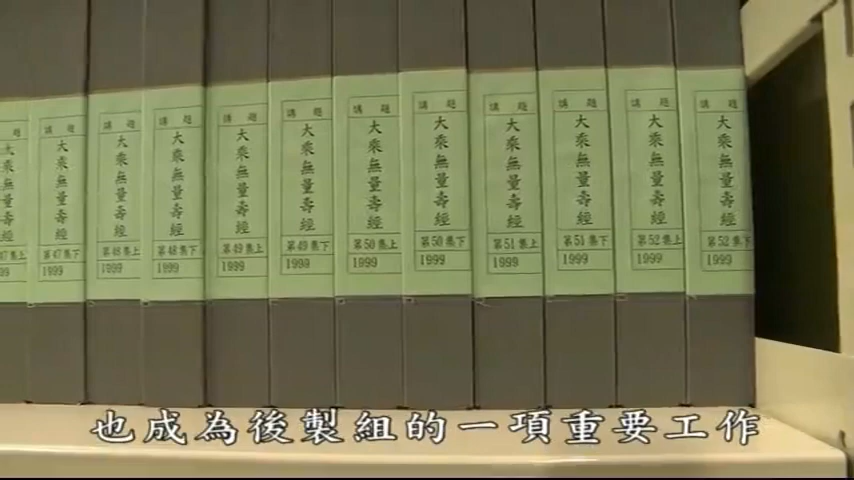 7集下
99
講題
大乘無量壽經
第47集下
1999
講題
大乘無量壽經
第48集上
1999
講題
大乘無量壽經
第48集下
1999
講題
大乘無量壽經
第49集上
1999
講題
大乘無量壽經
第49集下
1999
講題
大乘無量壽經
第50集上
1999
講題
大乘無量壽經
第50集下
1999
講題
大乘無量壽經
第51集上
1999
講題
大乘無量壽經
第51集下
1999
講題
大乘無量壽經
第52集上
1999
講題
大乘無量壽經
第52集下
1999
也成為後製組的一項重要工作